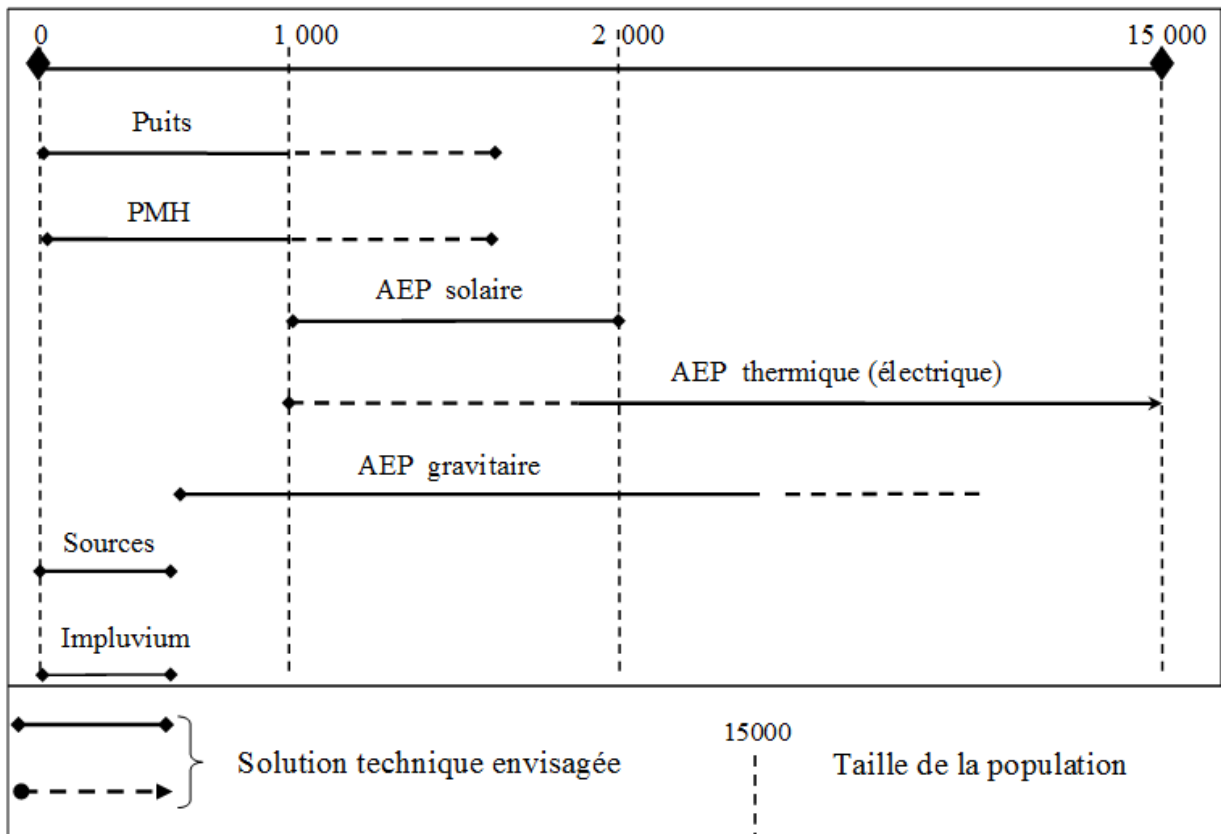 0 1 000 2 000 15 000
Puits
PMH
AEP solaire
AEP thermique (électrique)
AEP gravitaire
Sources
Impluvium
Solution technique envisagée
15000
Taille de la population